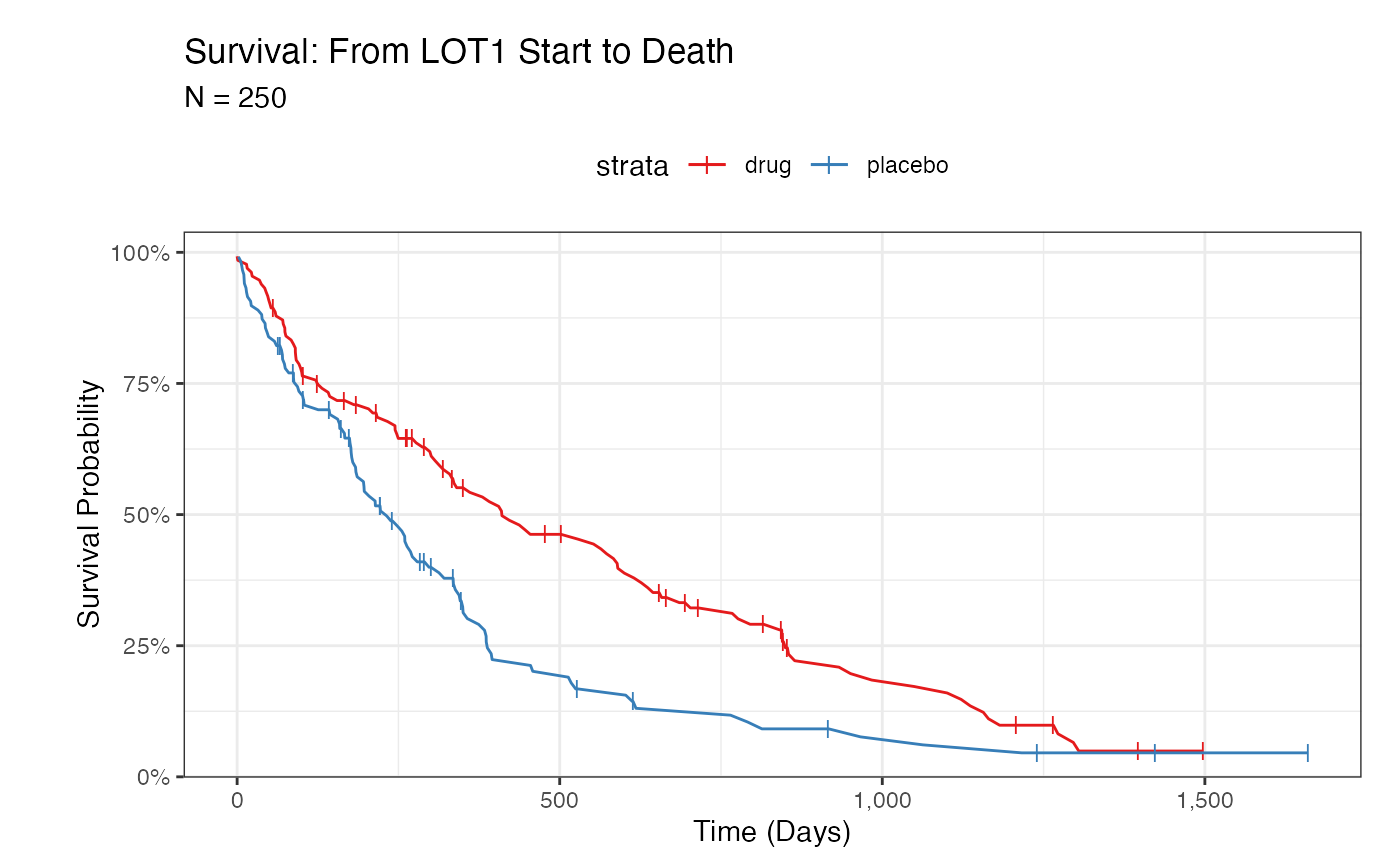 Survival: From LOT1 Start to Death
N = 250
strata drug placebo
100%
75%
50%
25%
0%
Survival Probability
0 500 1,000 1,500
Time (Days)